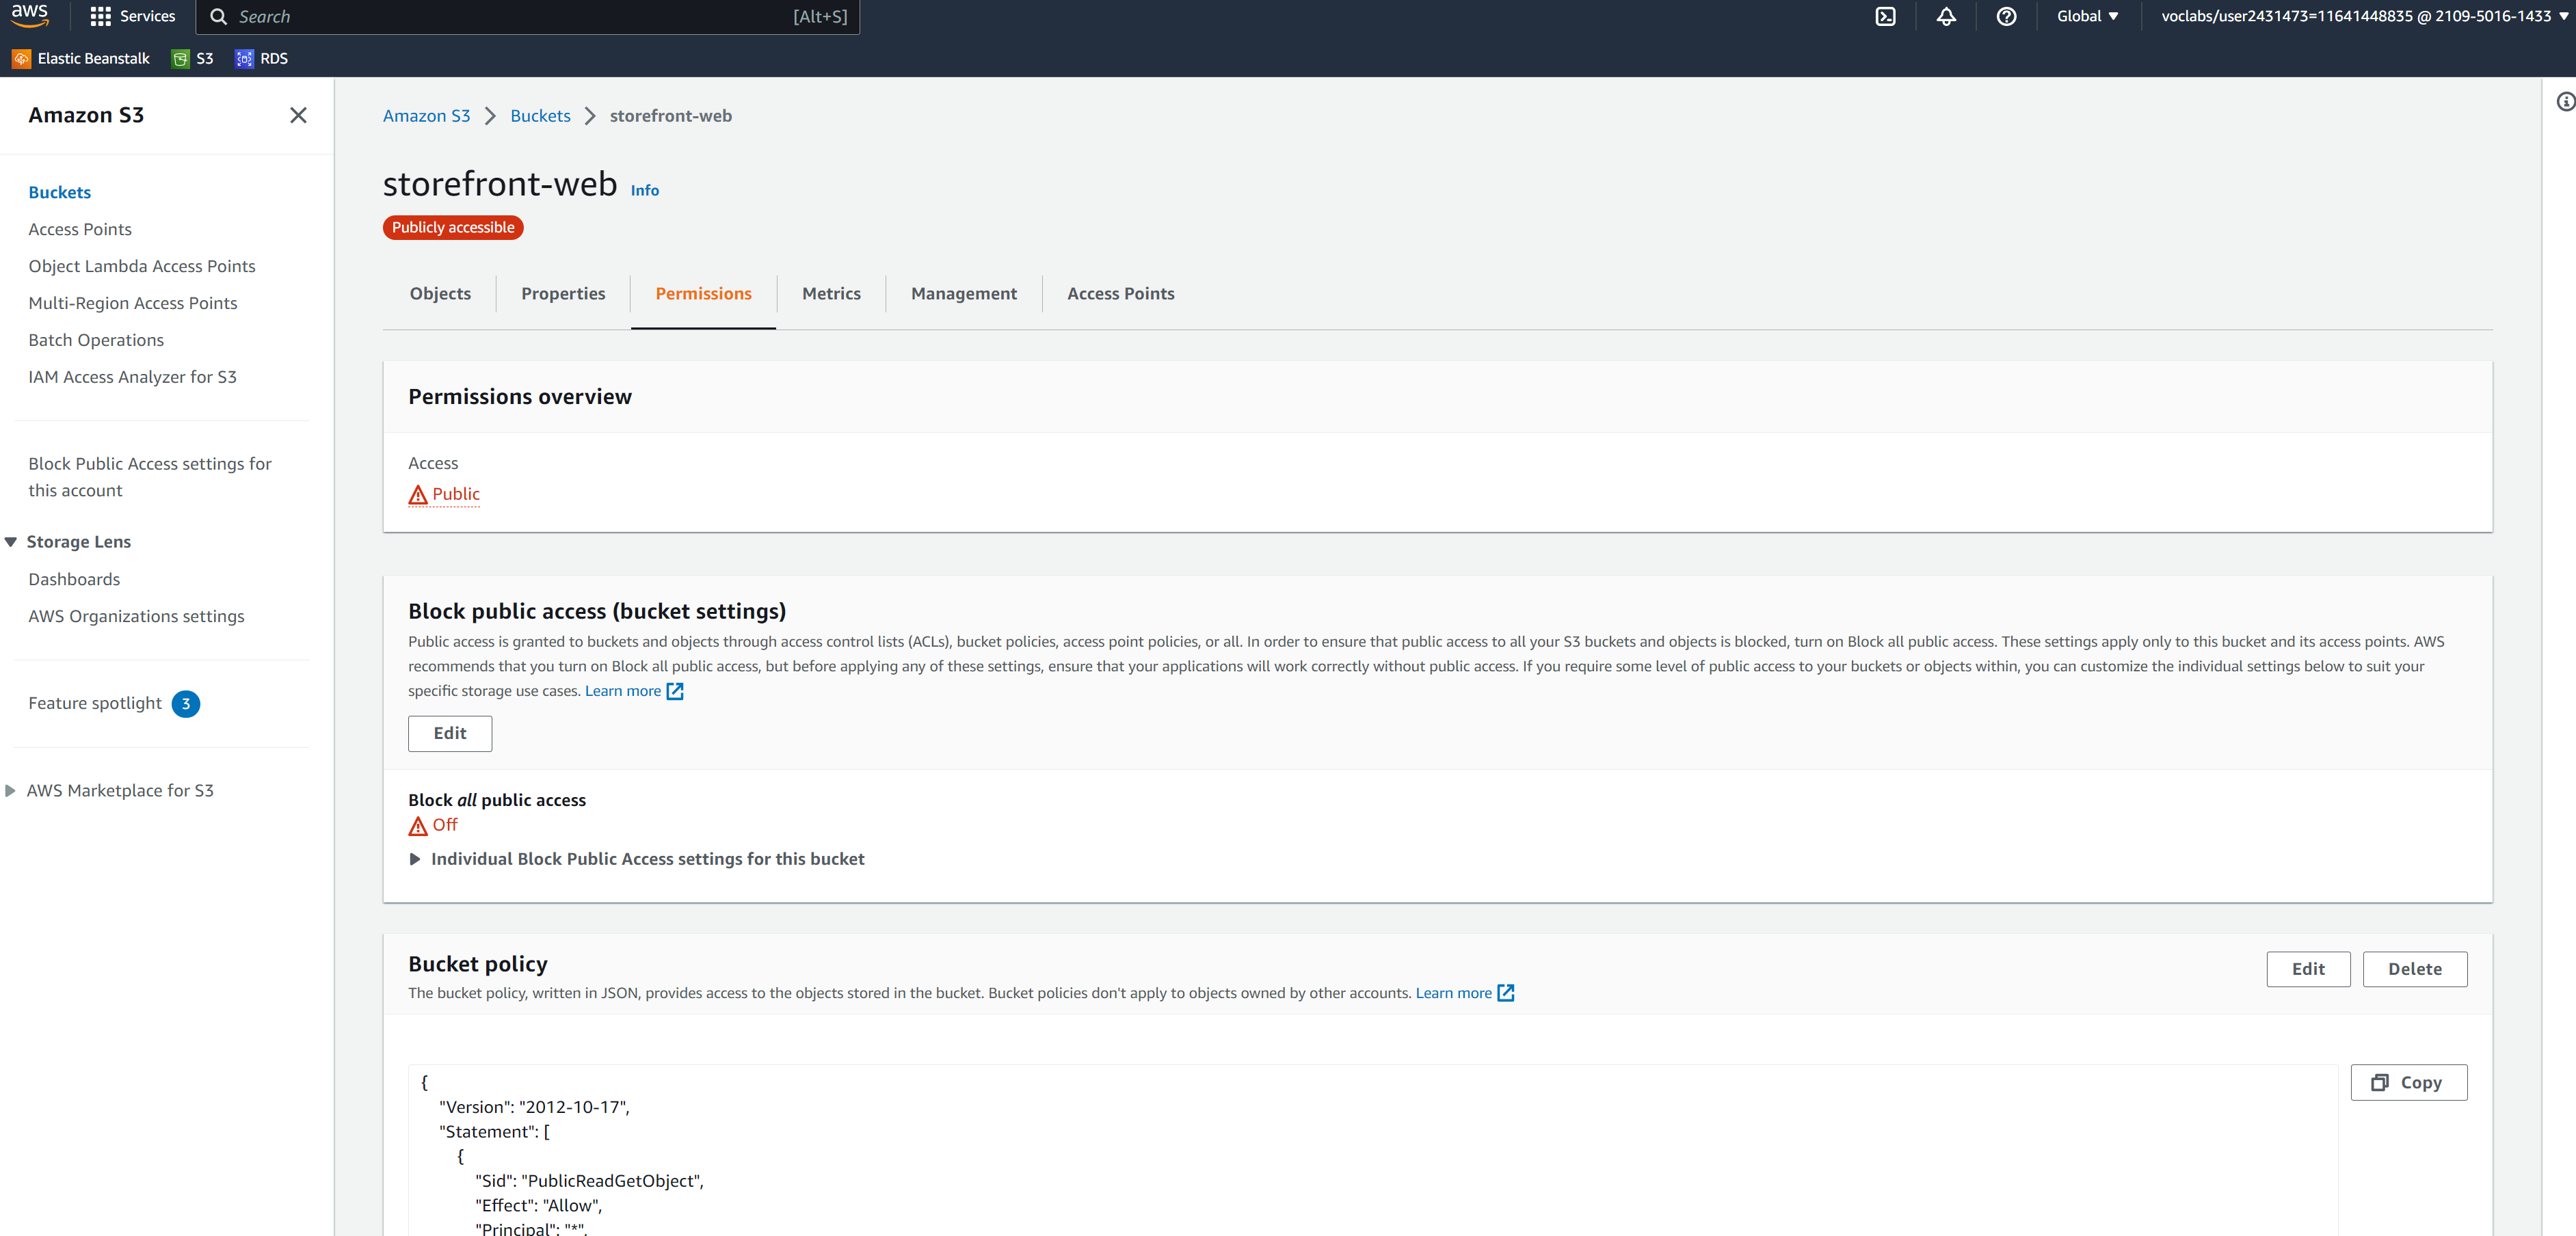 aws
Services
Search
[Alt+S]
Global
voclabs/user2431473=11641448835 @ 2109-5016-1433
Elastic Beanstalk
S3
RDS
Amazon S3
Buckets
Access Points
Object Lambda Access Points
Multi-Region Access Points
Batch Operations
IAM Access Analyzer for S3
Block Public Access settings for
this account
Storage Lens
Dashboards
AWS Organizations settings
Feature spotlight 3
AWS Marketplace for S3
Amazon S3
Buckets
storefront-web
storefront-web Info
Publicly accessible
Objects
Properties
Permissions
Metrics
Management
Access Points
Permissions overview
Access
Public
Block public access (bucket settings)
Public access is granted to buckets and objects through access control lists (ACLs), bucket policies, access point policies, or all. In order to ensure that public access to all your S3 buckets and objects is blocked, turn on Block all public access. These settings apply only to this bucket and its access points. AWS
recommends that you turn on Block all public access, but before applying any of these settings, ensure that your applications will work correctly without public access. If you require some level of public access to your buckets or objects within, you can customize the individual settings below to suit your
specific storage use cases. Learn more
Edit
Block all public access
Off
Individual Block Public Access settings for this bucket
Bucket policy
Edit
Delete
The bucket policy, written in JSON, provides access to the objects stored in the bucket. Bucket policies don't apply to objects owned by other accounts. Learn more
Copy
{
"Version": "2012-10-17",
"Statement": [
{
"Sid": "PublicReadGetObject",
"Effect": "Allow",
"Principal": "*",